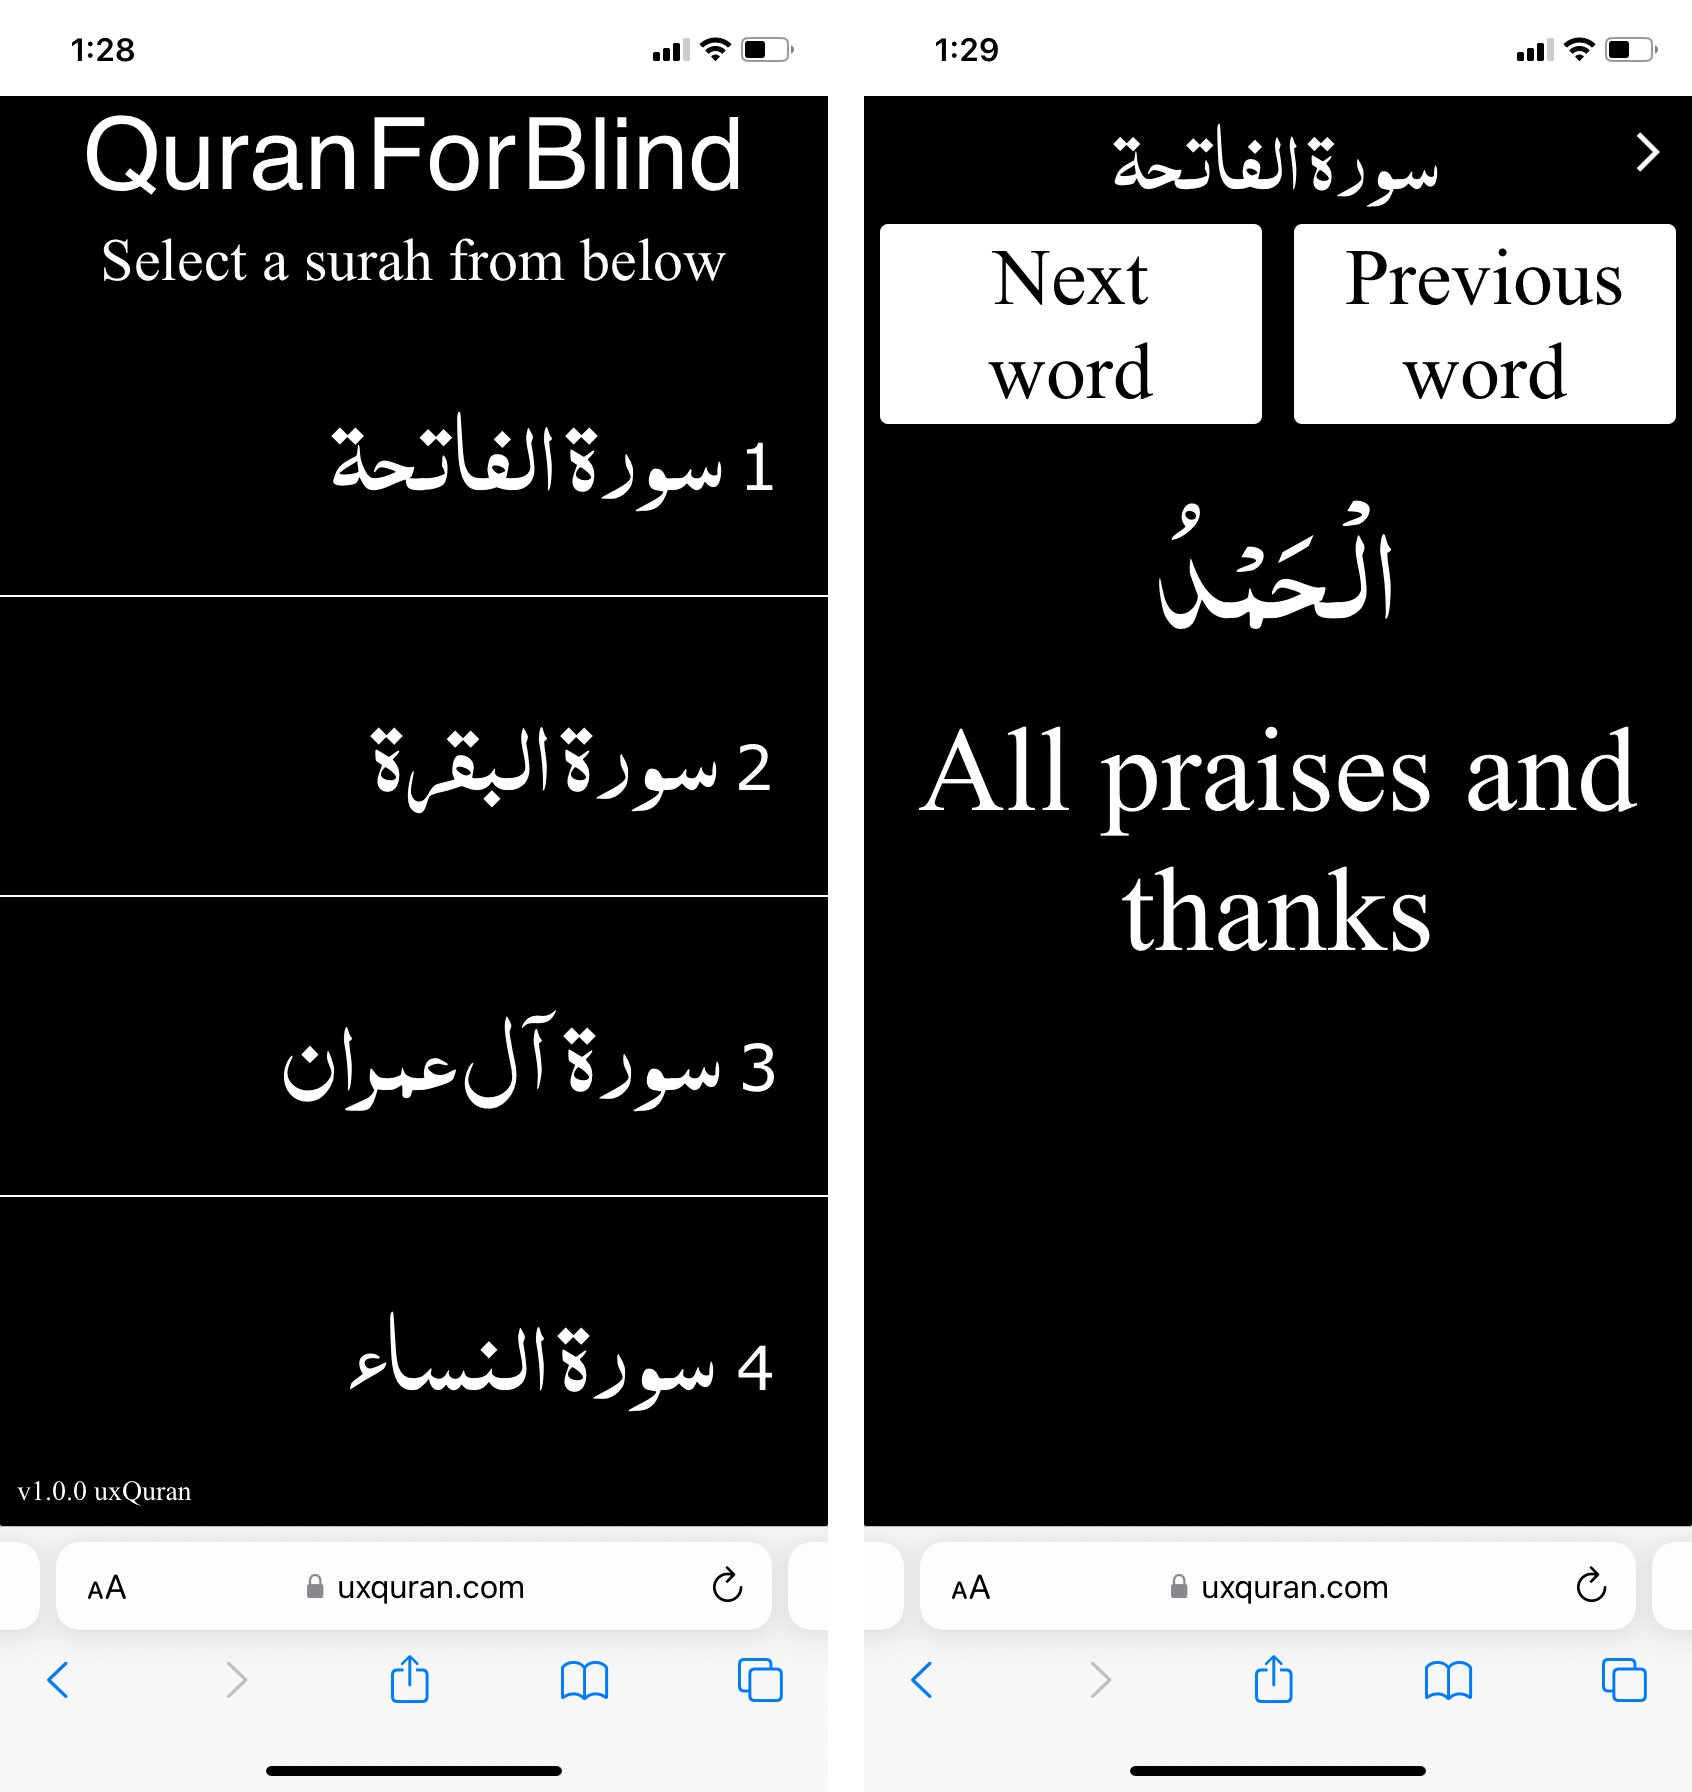 1:28
QuranForBlind
Select a surah from below
1 سورة الفاتحة
2 سورة البقرة
3 سورة آل عمران
4 سورة النساء
v1.0.0 uxQuran
AA
uxquran.com
1:29
سورة الفاتحة
Next word
Previous word
الْحَمْدُ
All praises and
thanks
AA
uxquran.com